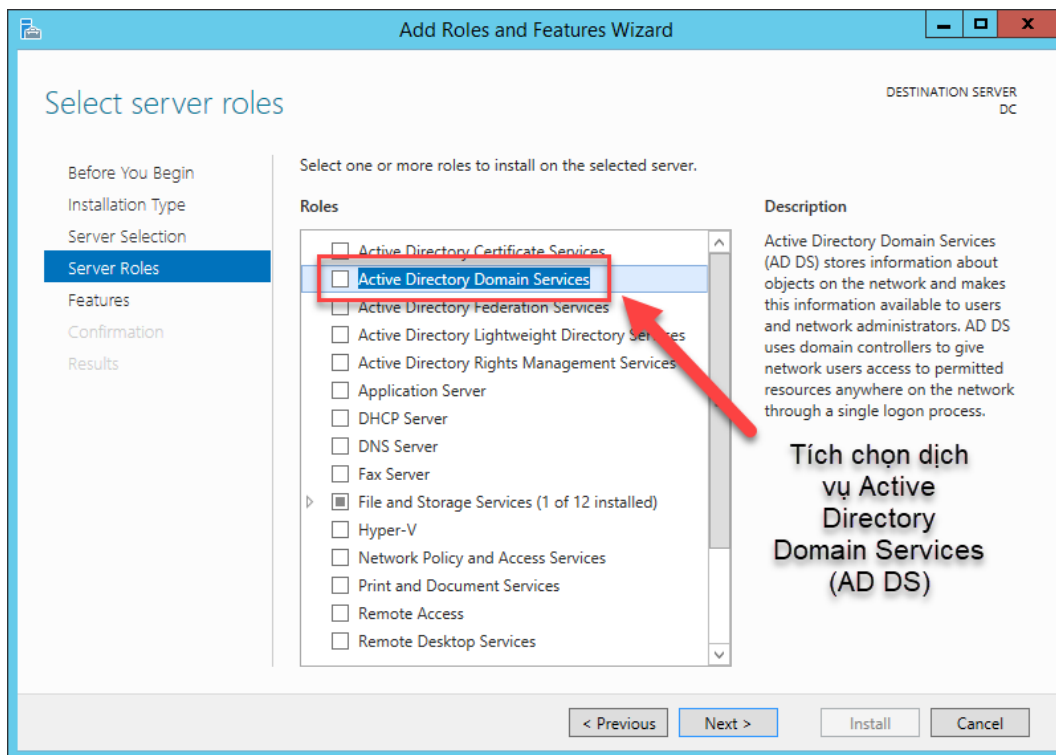 Add Roles and Features Wizard
Select server roles
DESTINATION SERVER
DC
Before You Begin
Installation Type
Server Selection
Server Roles
Features
Confirmation
Results
Select one or more roles to install on the selected server.
Roles
Active Directory Certificate Services
Active Directory Domain Services
Active Directory Federation Services
Active Directory Lightweight Directory Services
Active Directory Rights Management Services
Application Server
DHCP Server
DNS Server
Fax Server
File and Storage Services (1 of 12 installed)
Hyper-V
Network Policy and Access Services
Print and Document Services
Remote Access
Remote Desktop Services
Description
Active Directory Domain Services
(AD DS) stores information about
objects on the network and makes
this information available to users
and network administrators. AD DS
uses domain controllers to give
network users access to permitted
resources anywhere on the network
through a single logon process.
Tích chọn dịch
vụ Active
Directory
Domain Services
(AD DS)
< Previous
Next >
Install
Cancel